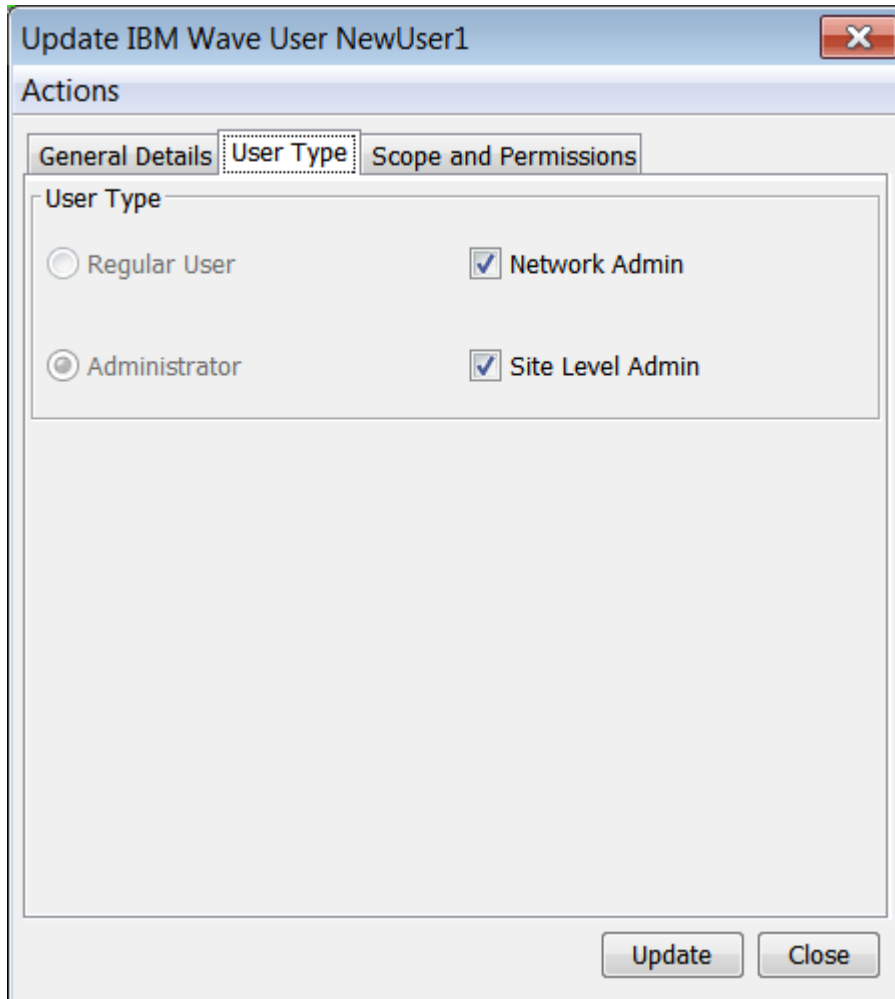 Update IBM Wave User NewUser1
Actions
General Details User Type Scope and Permissions
User Type
Regular User Network Admin
Administrator Site Level Admin
Update Close